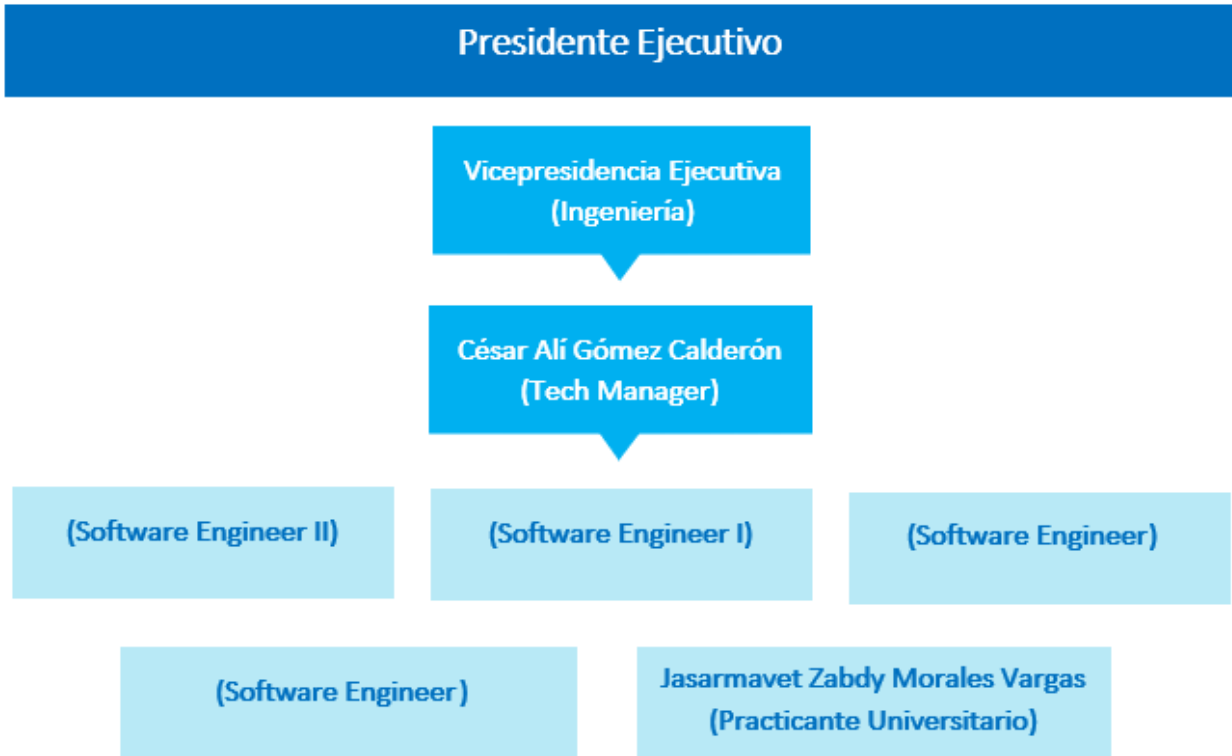 Presidente Ejecutivo
Vicepresidencia Ejecutiva
(Ingeniería)
César Alí Gómez Calderón
(Tech Manager)
(Software Engineer II)
(Software Engineer I)
(Software Engineer)
(Software Engineer)
Jasarmavet Zabdy Morales Vargas
(Practicante Universitario)